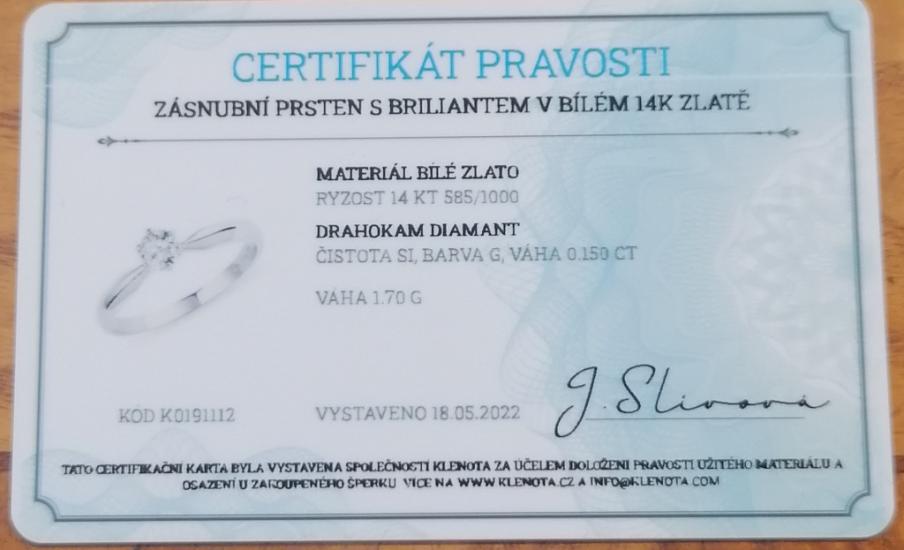 CERTIFIKÁT PRAVOSTI
ZÁSNUBNÍ PRSTEN S BRILIANTEM V BÍLÉM 14K ZLATĚ
MATERIÁL BÍLÉ ZLATO
RYZOST 14 KT 585/1000
DRAHOKAM DIAMANT
ČISTOTA SI, BARVA G, VÁHA 0.150 CT
VÁHA 1.70 G
J. Slivová
KÓD K0191112 VYSTAVENO 18.05.2022
TATO CERTIFIKAČNÍ KARTA BYLA VYSTAVENA SPOLEČNOSTÍ KLENOTA ZA ÚČELEM DOLOŽENI PRAVOSTI UŽITÉHO MATERIÁLU A
OSAZENÍ U ZAKOUPENÉHO ŠPERKU VÍCE NA WWW.KLENOTA.CZ A INFO@KLENOTA.COM